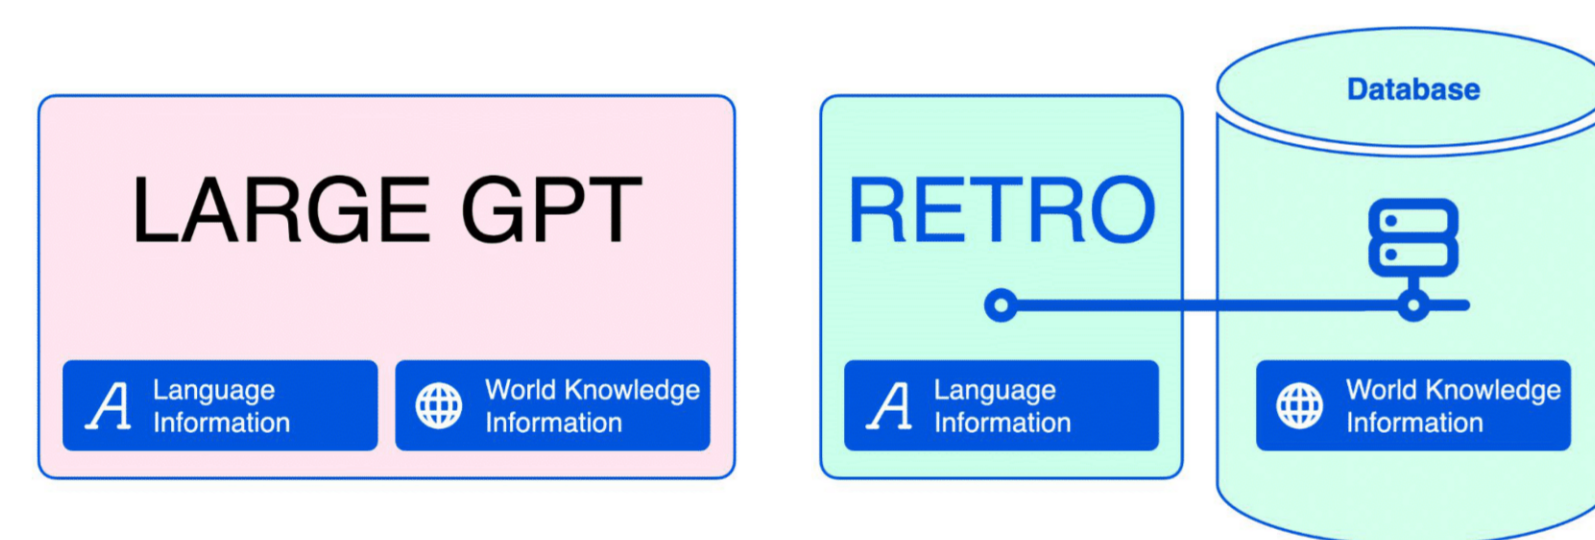 LARGE GPT
Language
Information
World Knowledge
Information
RETRO
Language
Information
Database
World Knowledge
Information